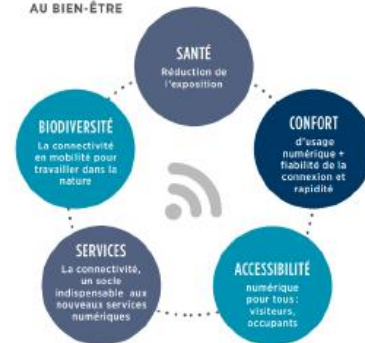 AU BIEN-ÊTRE
SANTÉ
Réduction de
l'exposition
BIODIVERSITÉ
La connectivité
en mobilité pour
travailler dans la
nature
CONFORT
d'usage
numérique +
fiabilité de la
connexion et
rapidité
SERVICES
La connectivité,
un socle
indispensable aux
nouveaux services
numériques
ACCESSIBILITÉ
numérique
pour tous :
visiteurs,
occupants